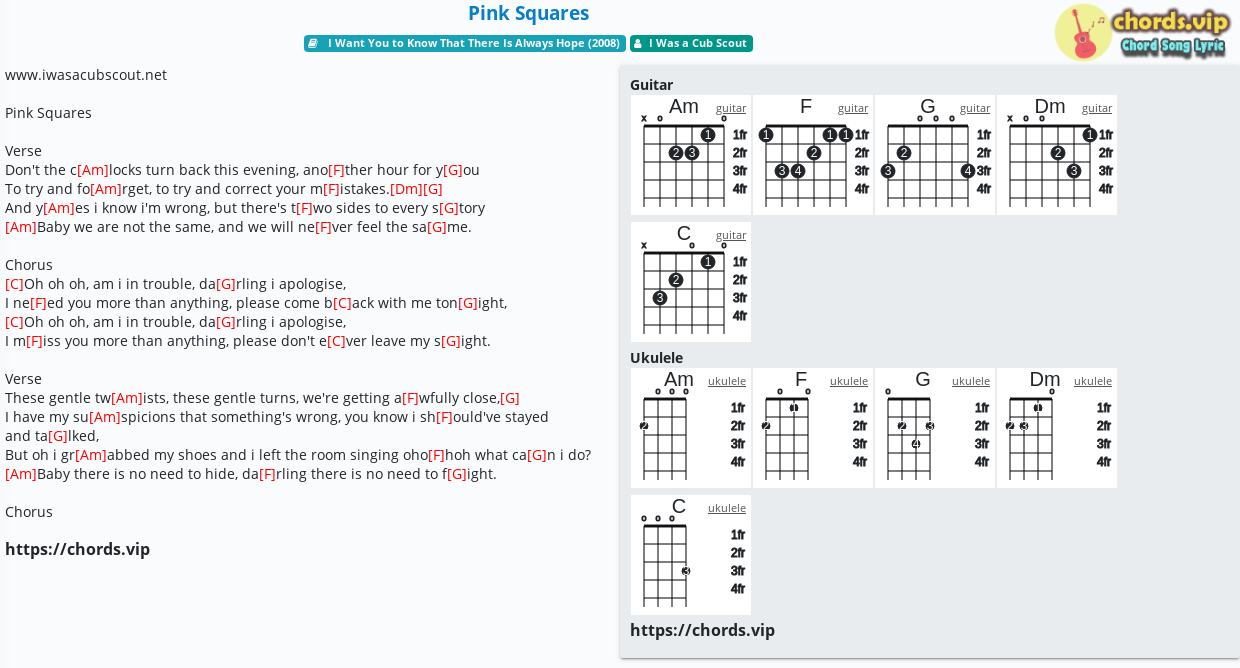 Pink Squares
I Want You to Know That There Is Always Hope (2008) I Was a Cub Scout
chords.vip
Chord Song Lyric
www.iwasacubscout.net
Pink Squares
Verse
Don't the c[Am]locks turn back this evening, ano[F]ther hour for y[G]ou
To try and fo[Am]rget, to try and correct your m[F]istakes.[Dm][G]
And y[Am]es i know i'm wrong, but there's t[F]wo sides to every s[G]tory
[Am]Baby we are not the same, and we will ne[F]ver feel the sa[G]me.
Chorus
[C]Oh oh oh, am i in trouble, da[G]rling i apologise,
I ne[F]ed you more than anything, please come b[C]ack with me ton[G]ight,
[C]Oh oh oh, am i in trouble, da[G]rling i apologise,
I m[F]iss you more than anything, please don't e[C]ver leave my s[G]ight.
Verse
These gentle tw[Am]ists, these gentle turns, we're getting a[F]wfully close,[G]
I have my su[Am]spicions that something's wrong, you know i sh[F]ould've stayed
and ta[G]lked,
But oh i gr[Am]abbed my shoes and i left the room singing oho[F]hoh what ca[G]n i do?
[Am]Baby there is no need to hide, da[F]rling there is no need to f[G]ight.
Chorus
https://chords.vip
Guitar
Am guitar
x o o
1 1fr
2 3 2fr
3fr
4fr
F guitar
1 1 1 1fr
2 2fr
3 4 3fr
4fr
G guitar
o o o
1fr
2 2fr
3 4 3fr
4fr
Dm guitar
x o o
1 1fr
2 2fr
3 3fr
4fr
C guitar
x o o
1 1fr
2 2fr
3 3fr
4fr
Ukulele
Am ukulele
o o o
1fr
2 2fr
3fr
4fr
F ukulele
o o
1 1fr
2 2fr
3fr
4fr
G ukulele
o
1fr
2 3 2fr
4 3fr
4fr
Dm ukulele
o
1 1fr
2 3 2fr
3fr
4fr
C ukulele
o o o
1fr
2fr
3 3fr
4fr
https://chords.vip